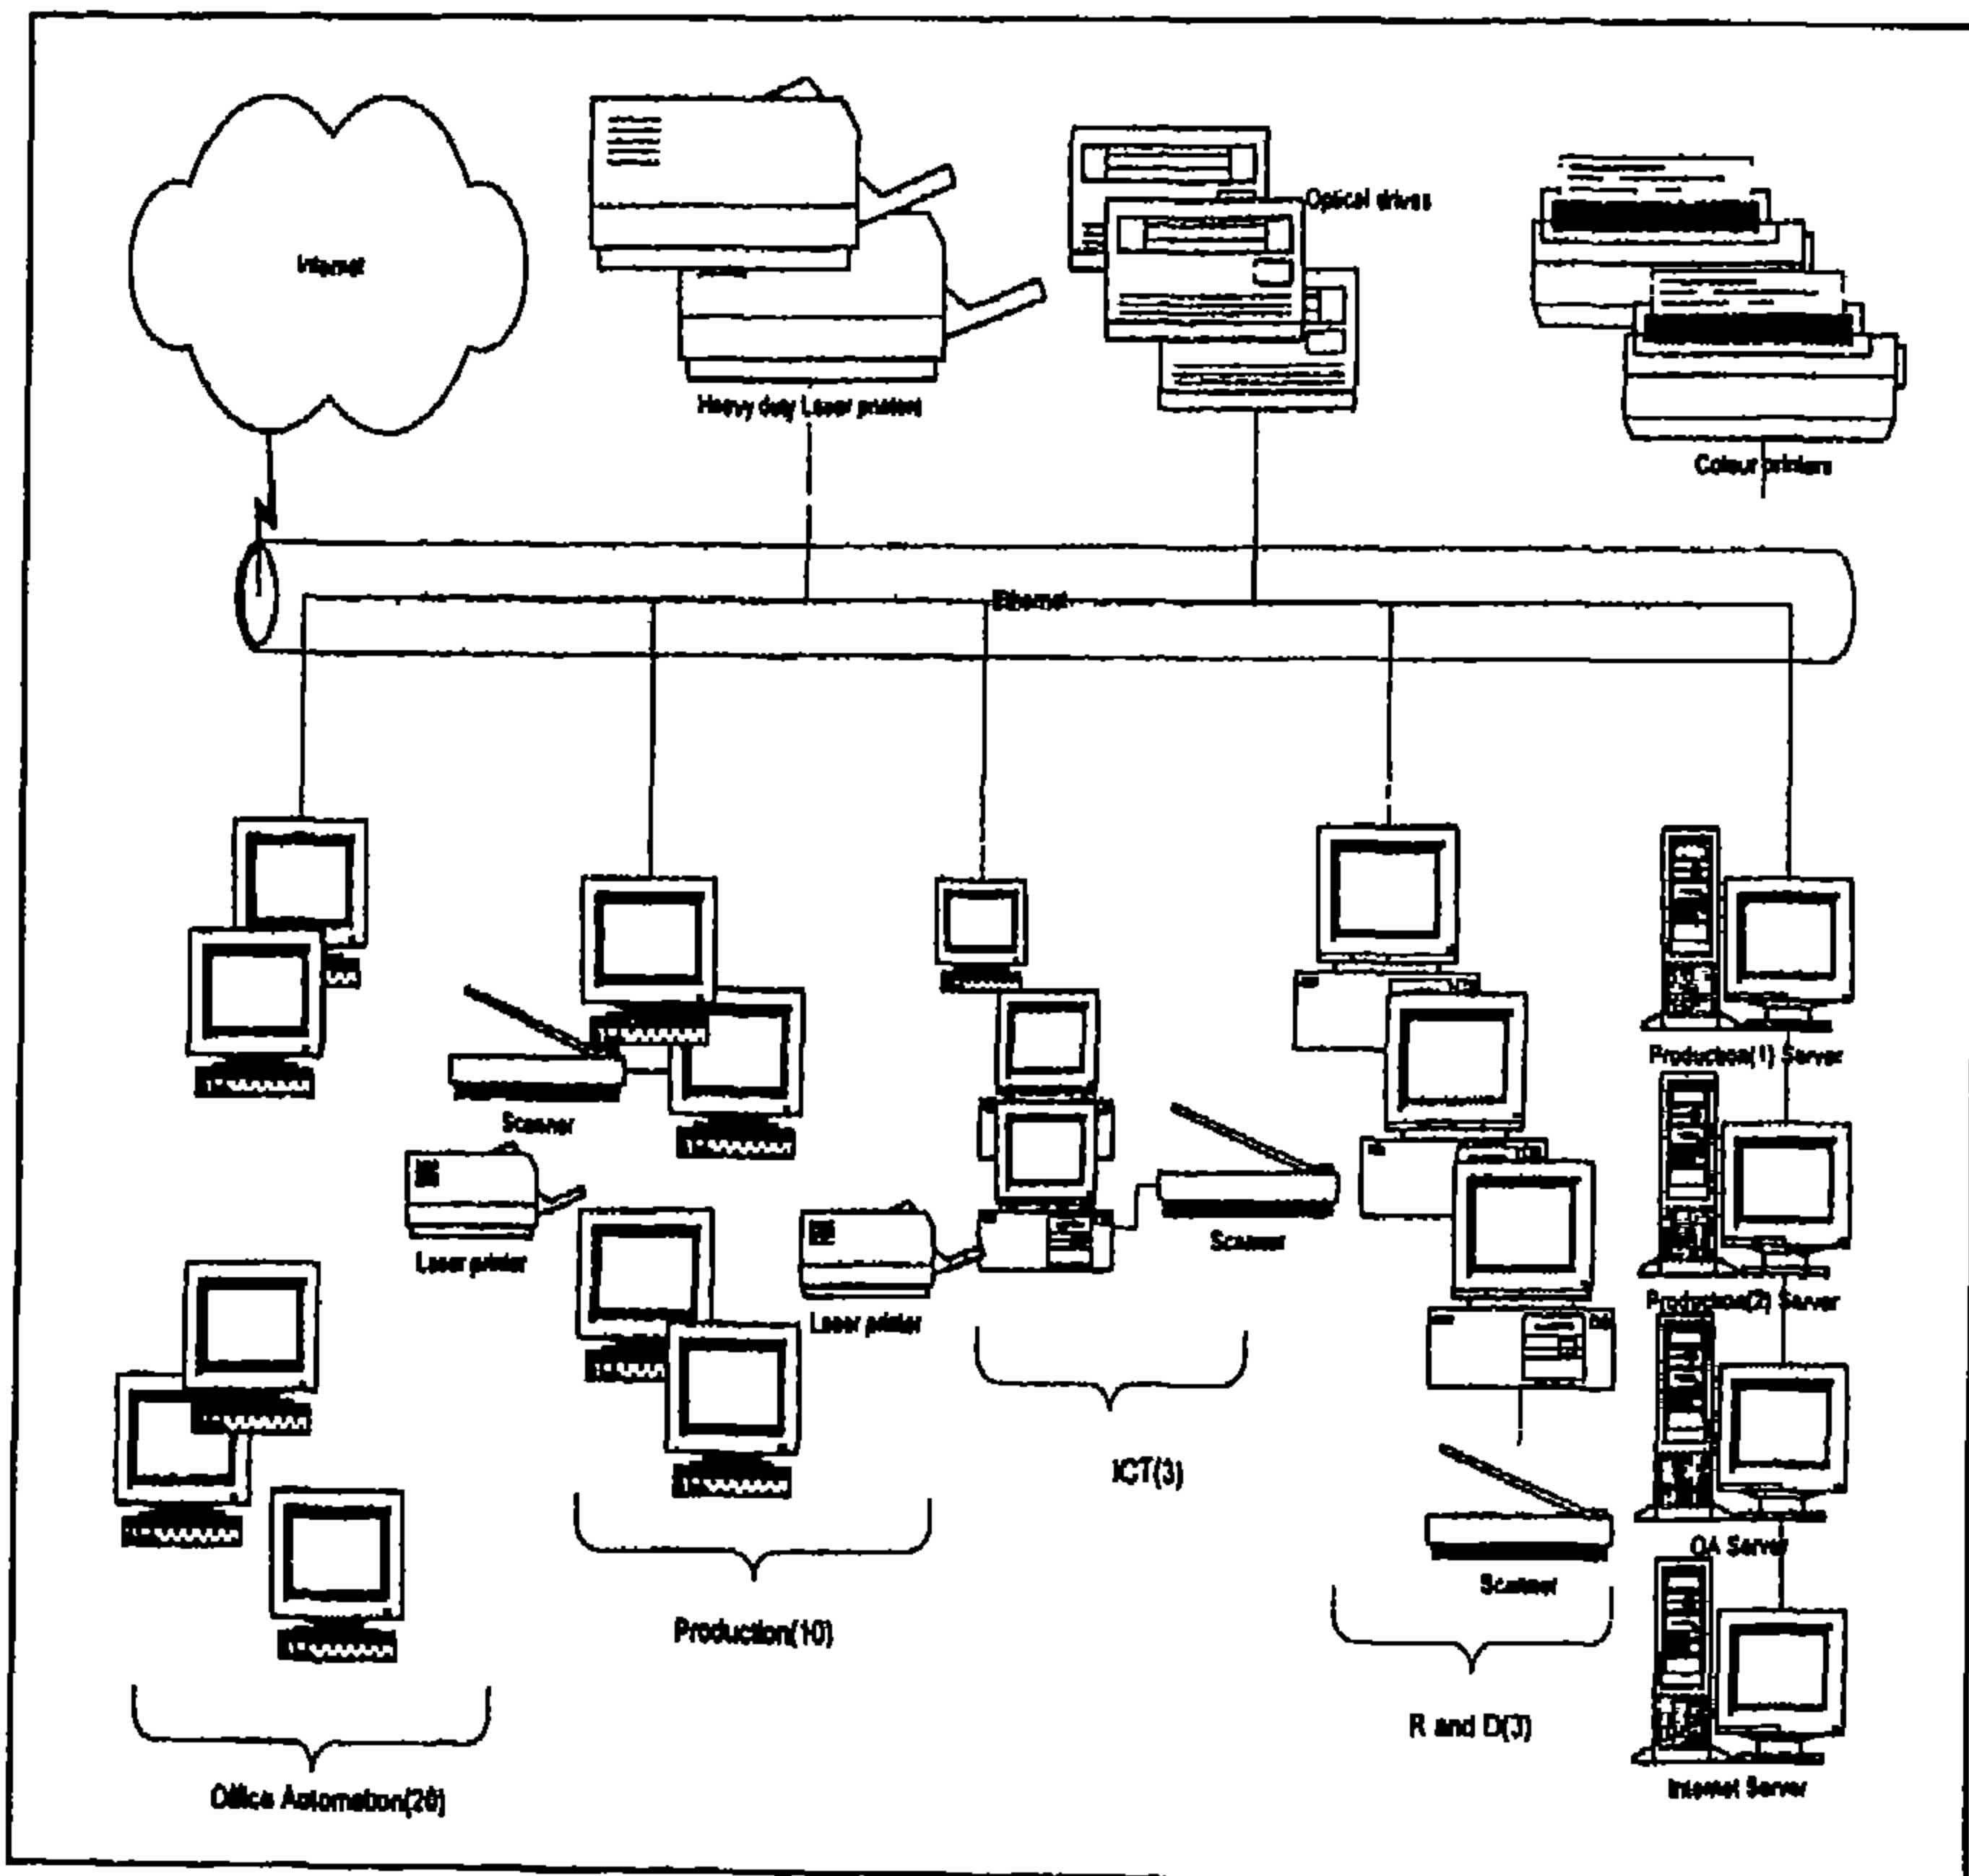 Internet
Heavy duty Laser printers
Optical drives
Colour printers
Ethernet
Scanner
Laser printer
Laser printer
Scanner
Scanner
Production(1) Server
Production(2) Server
OA Server
Internet Server
ICT(3)
Production(10)
R and D(3)
Office Automation(20)